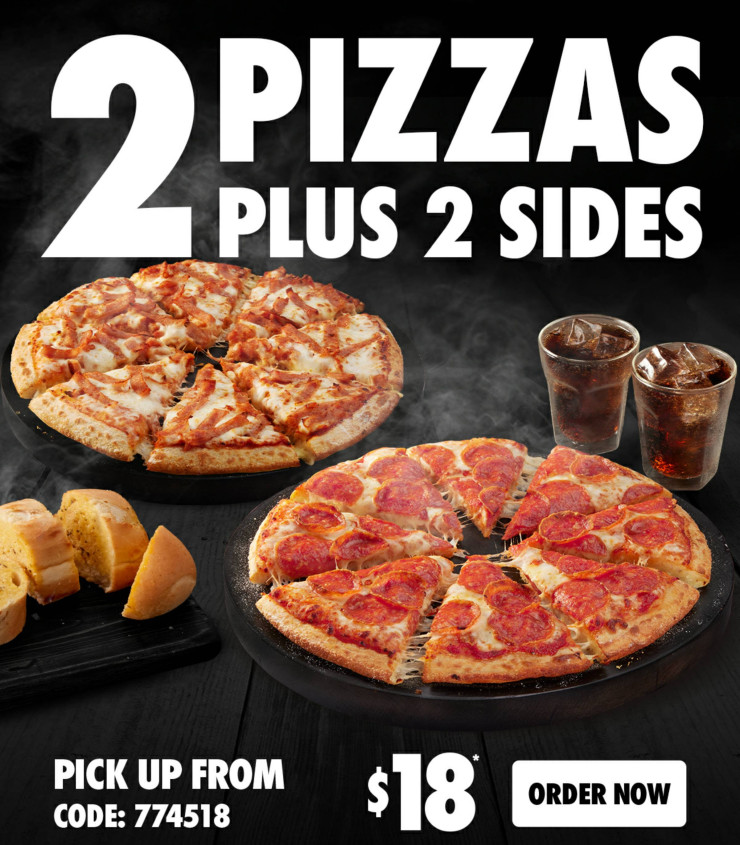 2 PIZZAS
PLUS 2 SIDES
PICK UP FROM
CODE: 774518
$18*
ORDER NOW